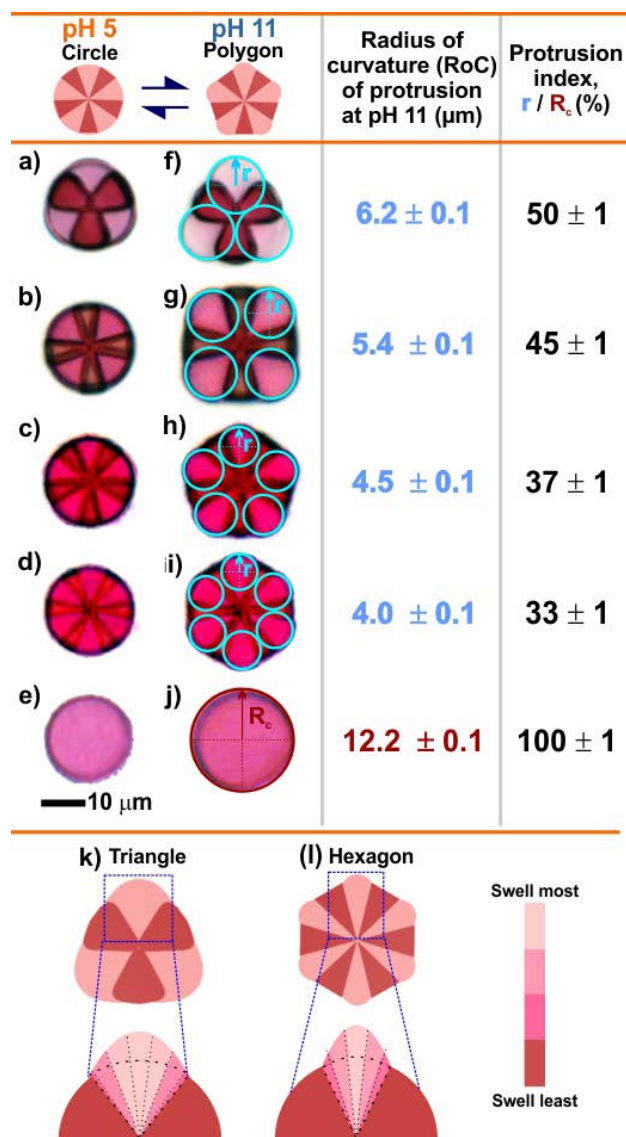 pH 5
Circle
pH 11
Polygon
Radius of
curvature (RoC)
of protrusion
at pH 11 (µm)
Protrusion
index,
r / Rc (%)
a)
f)
r
6.2 ± 0.1
50 ± 1
b)
g)
r
5.4 ± 0.1
45 ± 1
c)
h)
r
4.5 ± 0.1
37 ± 1
d)
i)
r
4.0 ± 0.1
33 ± 1
e)
j)
Rc
12.2 ± 0.1
100 ± 1
10 µm
k) Triangle
(l) Hexagon
Swell most
Swell least